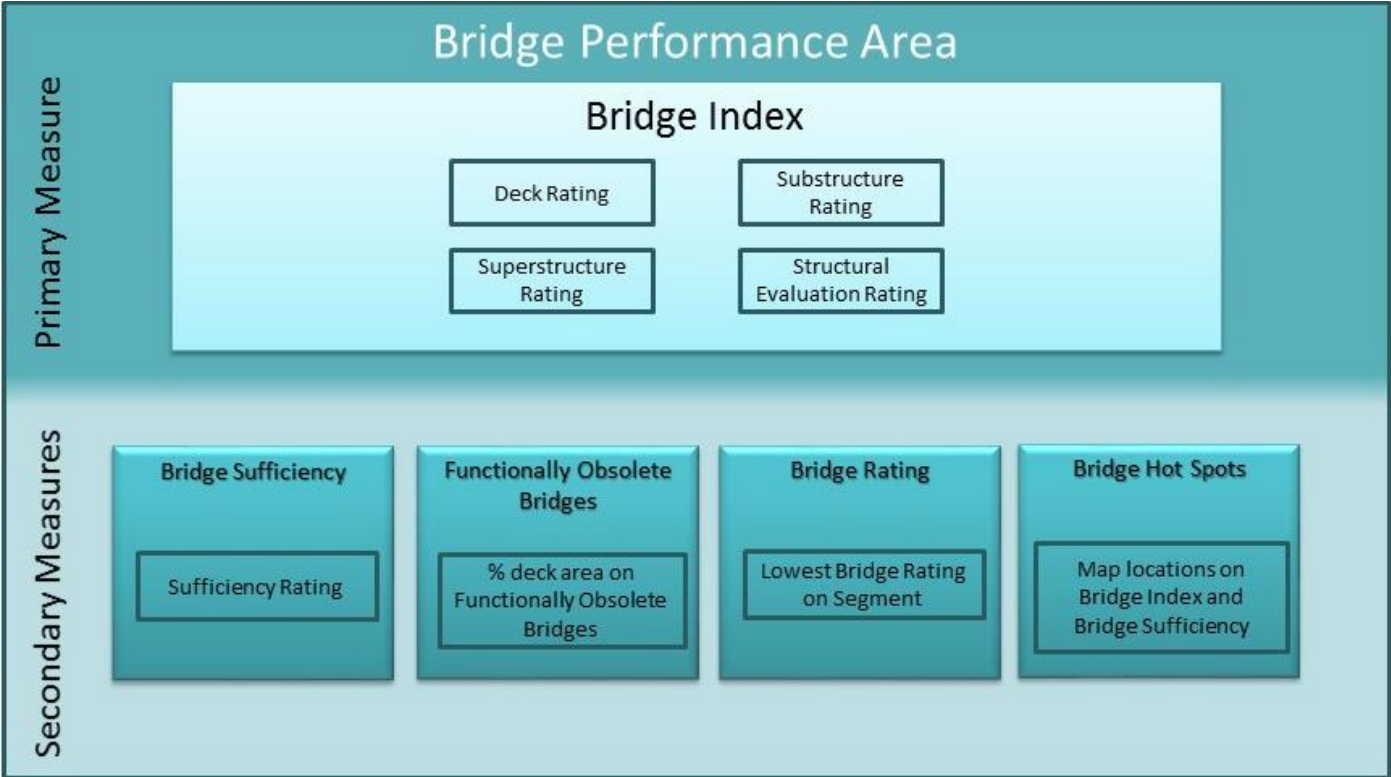 Bridge Performance Area
Primary Measure
Bridge Index
Deck Rating
Substructure
Rating
Superstructure
Rating
Structural
Evaluation Rating
Secondary Measures
Bridge Sufficiency
Sufficiency Rating
Functionally Obsolete
Bridges
% deck area on
Functionally Obsolete
Bridges
Bridge Rating
Lowest Bridge Rating
on Segment
Bridge Hot Spots
Map locations on
Bridge Index and
Bridge Sufficiency